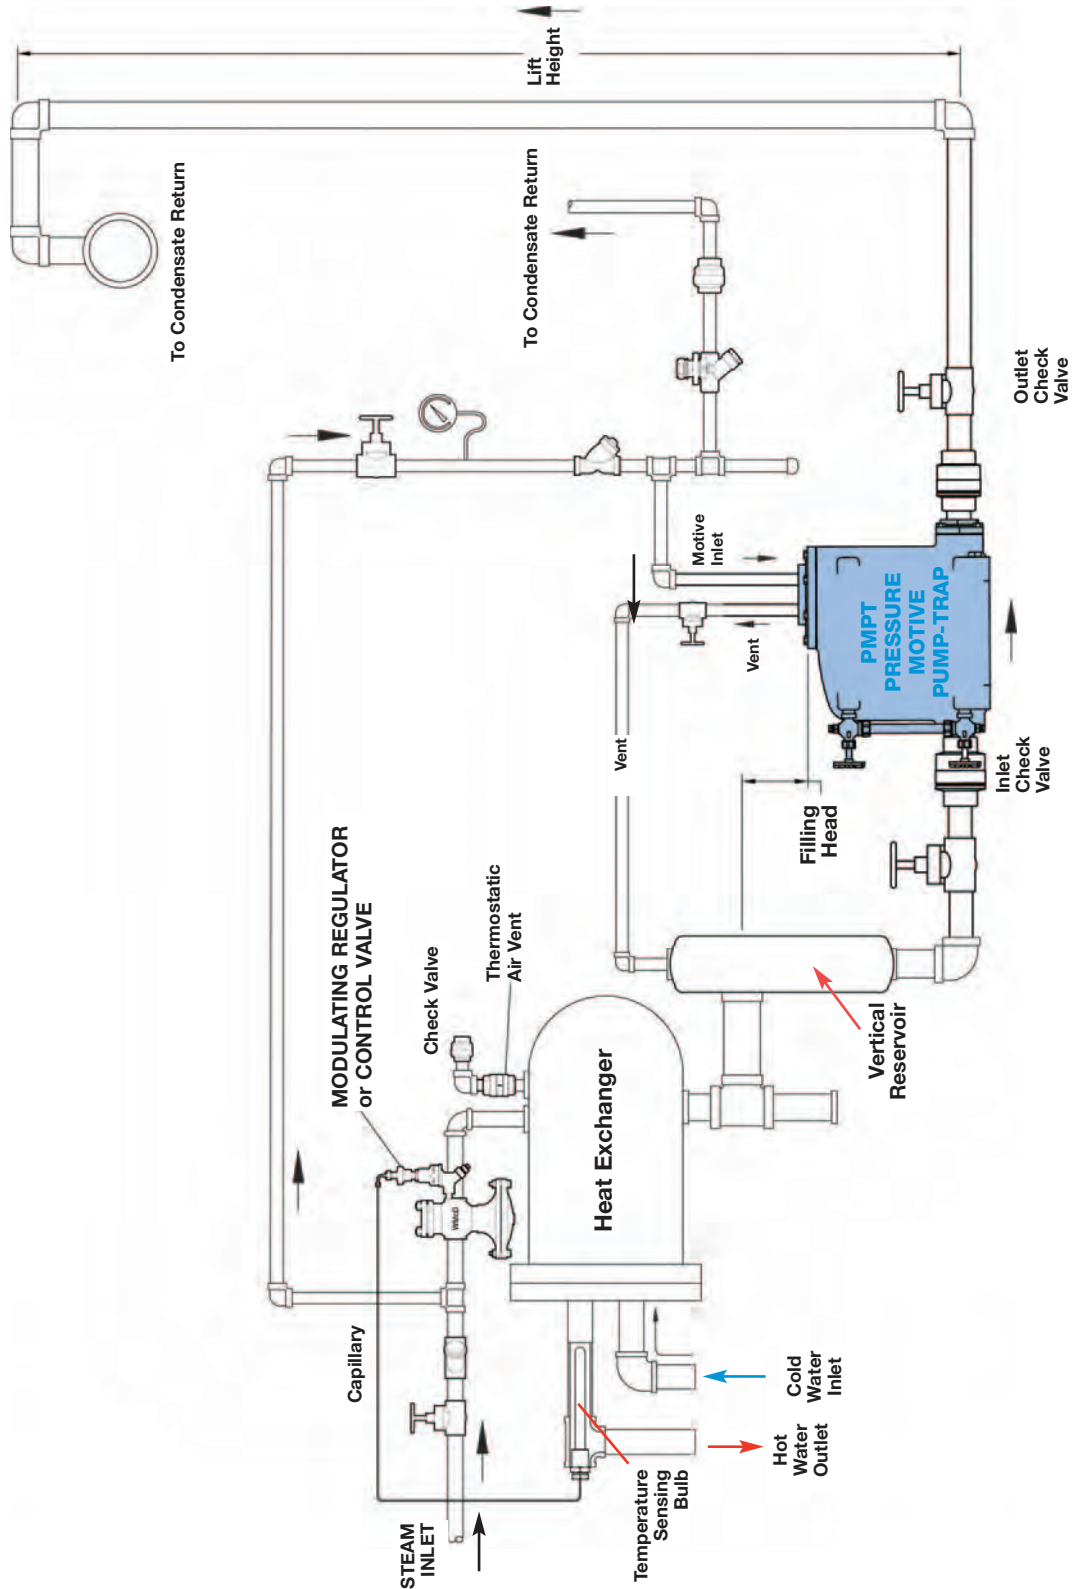 Lift
Height
To Condensate Return
To Condensate Return
Outlet
Check
Valve
Motive
Inlet
Vent
Vent
PMPT
PRESSURE
MOTIVE
PUMP-TRAP
Inlet
Check
Valve
Filling
Head
MODULATING REGULATOR
or CONTROL VALVE
Check Valve
Thermostatic
Air Vent
Vertical
Reservoir
Heat Exchanger
Capillary
Cold
Water
Inlet
Hot
Water
Outlet
Temperature
Sensing
Bulb
STEAM
INLET